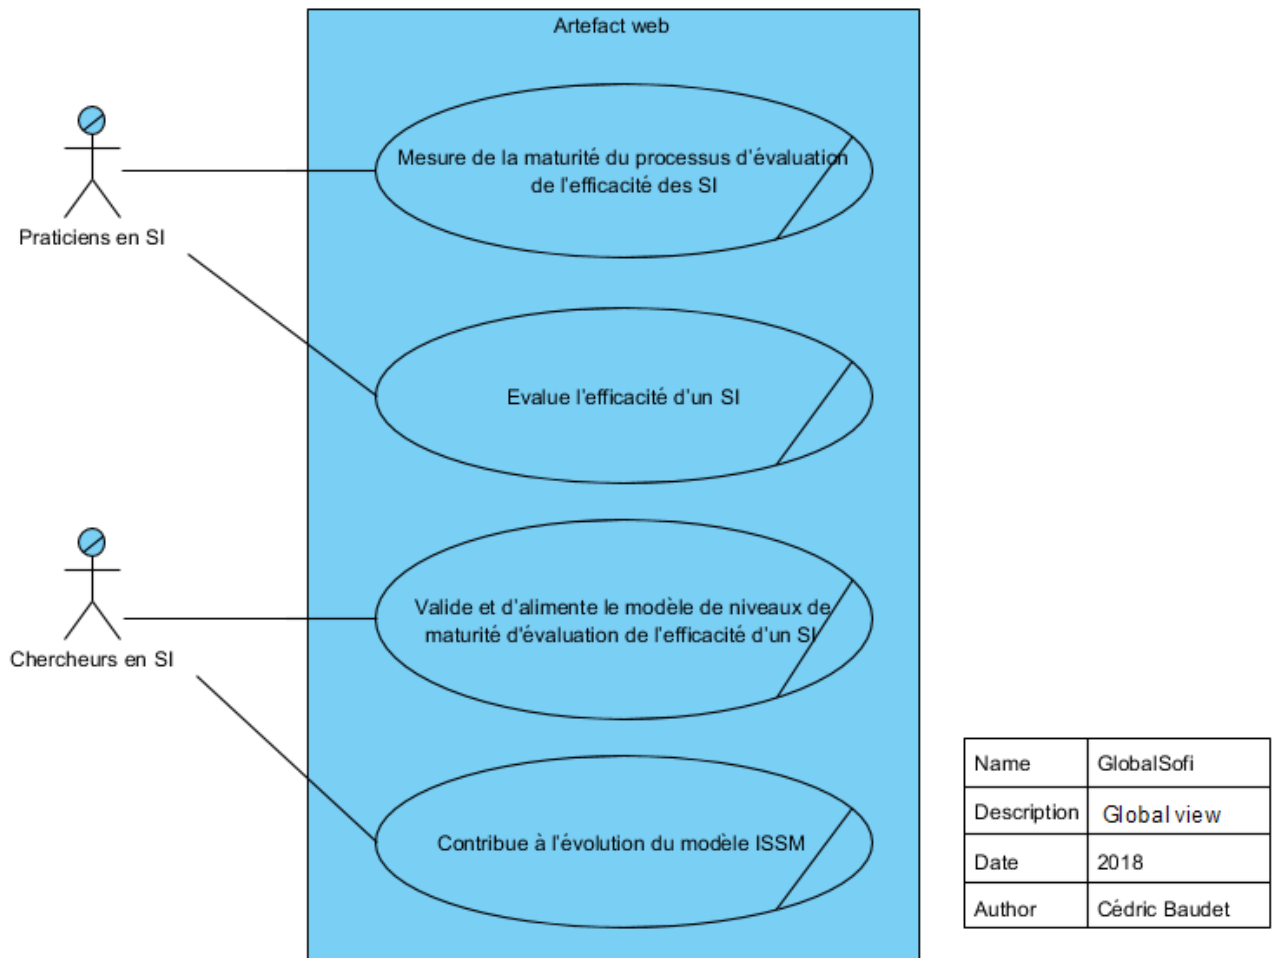 Artefact web
Mesure de la maturité du processus d'évaluation
de l'efficacité des SI
Praticiens en SI
Evalue l'efficacité d'un SI
Valide et d'alimente le modèle de niveaux de
maturité d'évaluation de l'efficacité d'un SI
Chercheurs en SI
Contribue à l'évolution du modèle ISSM
Name GlobalSofi
Description Global view
Date 2018
Author Cédric Baudet